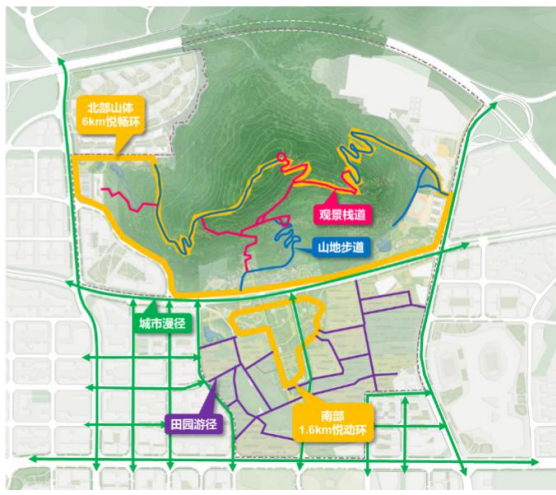 北部山体
6km悦畅环
观景栈道
山地步道
城市漫径
田园游径
南部
1.6km悦动环